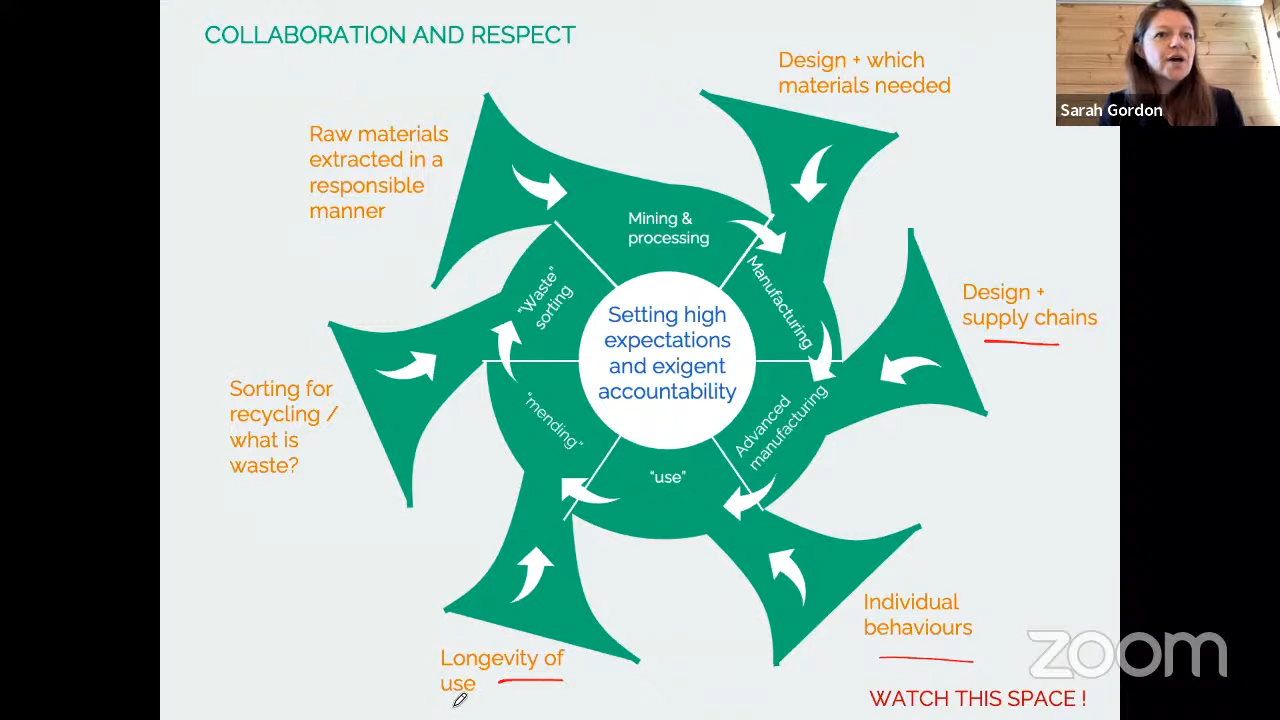 COLLABORATION AND RESPECT
Sarah Gordon
Design + which
materials needed
Raw materials
extracted in a
responsible
manner
Mining &
processing
Manufacturing
Design +
supply chains
"Waste"
sorting
Setting high
expectations
and exigent
accountability
Sorting for
recycling /
what is
waste?
"mending"
Advanced
manufacturing
"use"
Individual
behaviours
Longevity of
use
zoom
WATCH THIS SPACE !